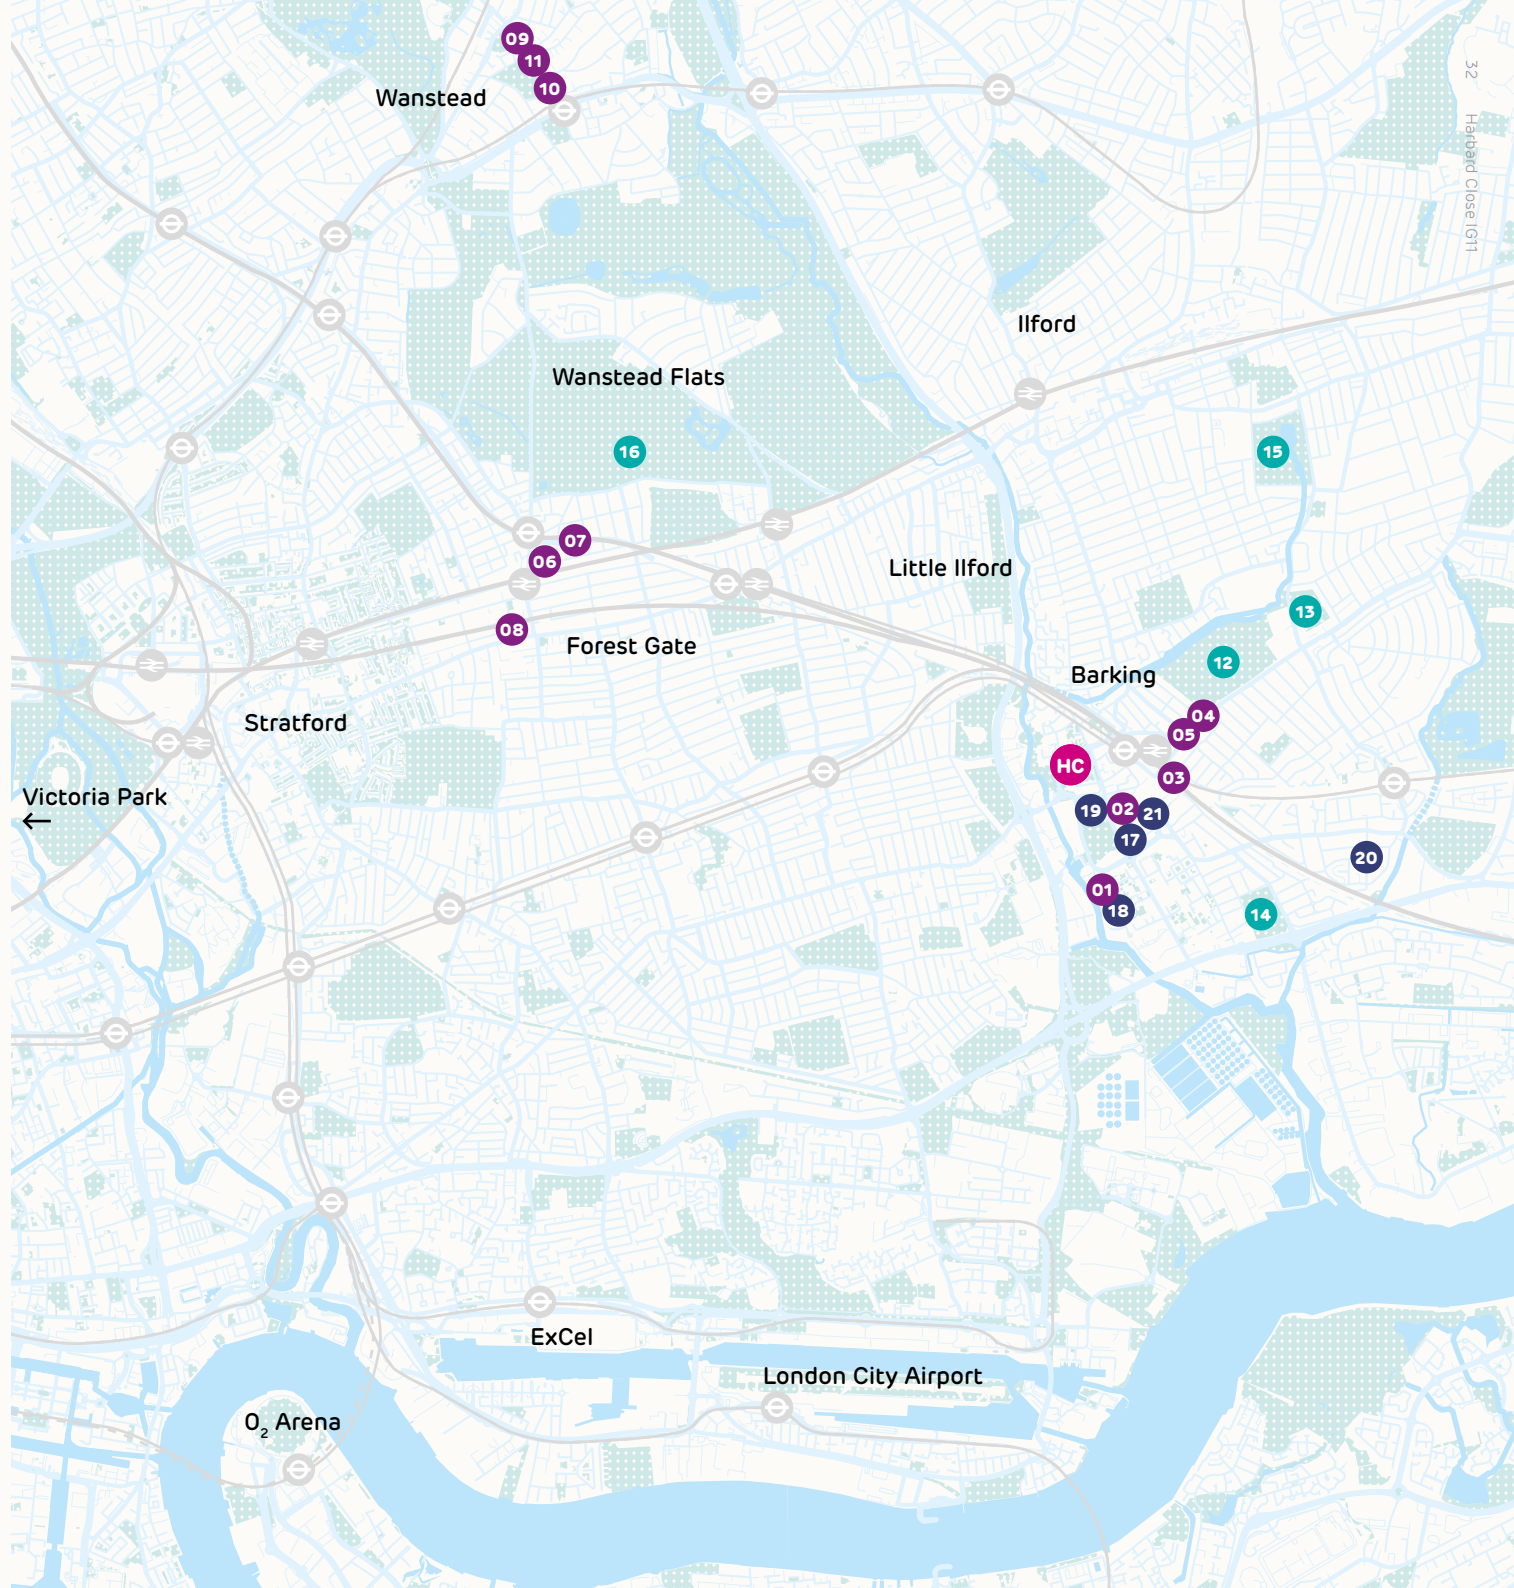 09
11
10
Wanstead
32
Harbard Close IG11
Ilford
Wanstead Flats
16
15
07
06
Little Ilford
08
Forest Gate
13
12
Barking
04
05
Stratford
HC
03
Victoria Park
←
19
02
21
17
20
01
18
14
ExCel
London City Airport
O₂ Arena